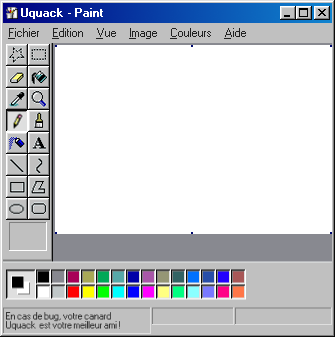 Uquack - Paint
Fichier Edition Vue Image Couleurs Aide
A
En cas de bug, votre canard
Uquack est votre meilleur ami !